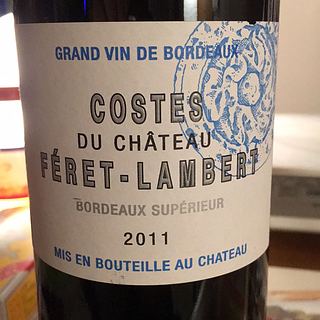 GRAND VIN DE BORDEAUX
COSTES
DU CHÂTEAU
FÉRET-LAMBERT
BORDEAUX SUPÉRIEUR
2011
MIS EN BOUTEILLE AU CHATEAU